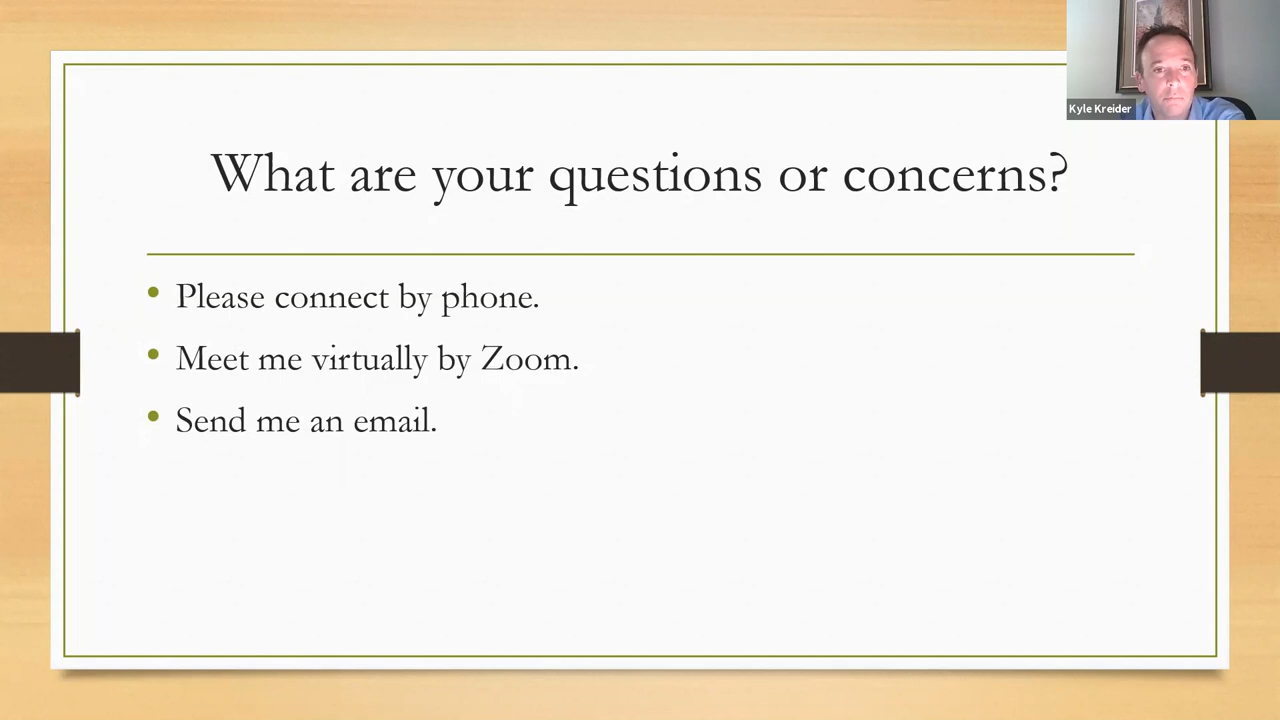 Kyle Kreider
What are your questions or concerns?
• Please connect by phone.
• Meet me virtually by Zoom.
• Send me an email.